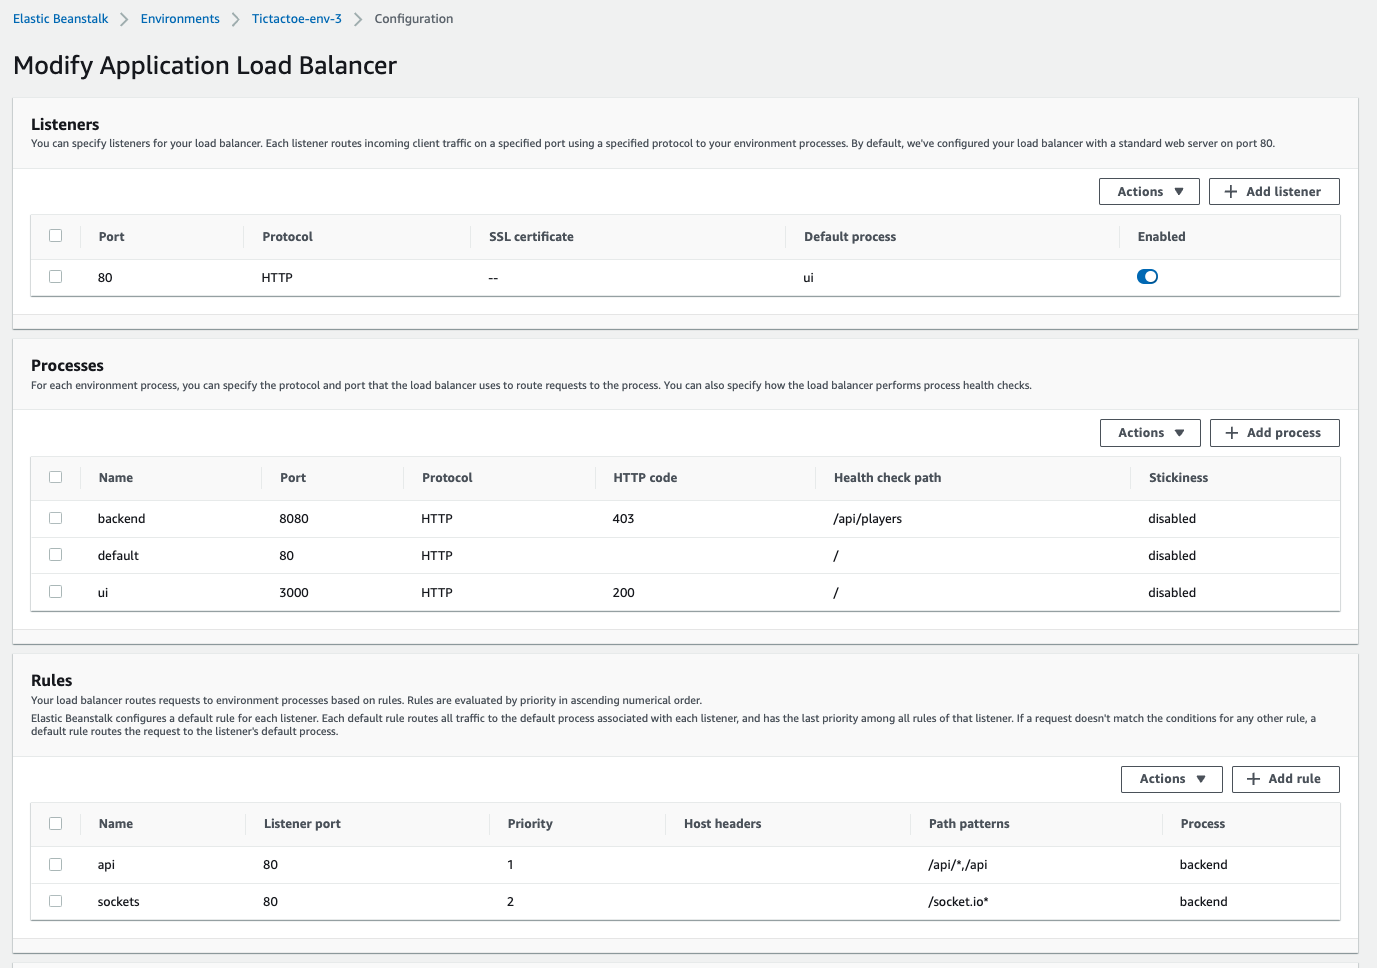 Elastic Beanstalk > Environments > Tictactoe-env-3 > Configuration
Modify Application Load Balancer
Listeners
You can specify listeners for your load balancer. Each listener routes incoming client traffic on a specified port using a specified protocol to your environment processes. By default, we've configured your load balancer with a standard web server on port 80.
Actions ▼ + Add listener
Port Protocol SSL certificate Default process Enabled
80 HTTP -- ui
Processes
For each environment process, you can specify the protocol and port that the load balancer uses to route requests to the process. You can also specify how the load balancer performs process health checks.
Actions ▼ + Add process
Name Port Protocol HTTP code Health check path Stickiness
backend 8080 HTTP 403 /api/players disabled
default 80 HTTP / disabled
ui 3000 HTTP 200 / disabled
Rules
Your load balancer routes requests to environment processes based on rules. Rules are evaluated by priority in ascending numerical order.
Elastic Beanstalk configures a default rule for each listener. Each default rule routes all traffic to the default process associated with each listener, and has the last priority among all rules of that listener. If a request doesn't match the conditions for any other rule, a
default rule routes the request to the listener's default process.
Actions ▼ + Add rule
Name Listener port Priority Host headers Path patterns Process
api 80 1 /api/*,/api backend
sockets 80 2 /socket.io* backend